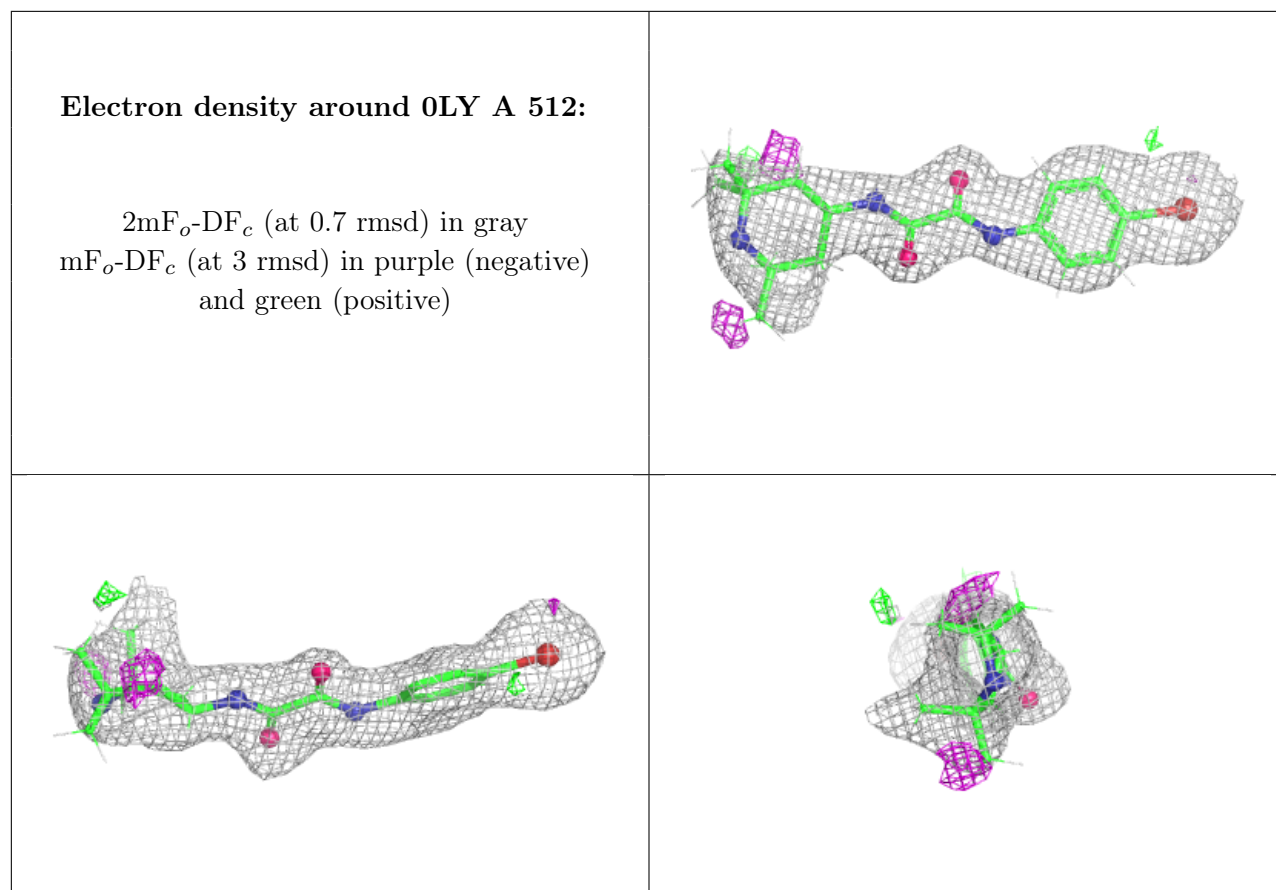 Electron density around 0LY A 512:
2mFₒ-DF𝒸 (at 0.7 rmsd) in gray
mFₒ-DF𝒸 (at 3 rmsd) in purple (negative)
and green (positive)